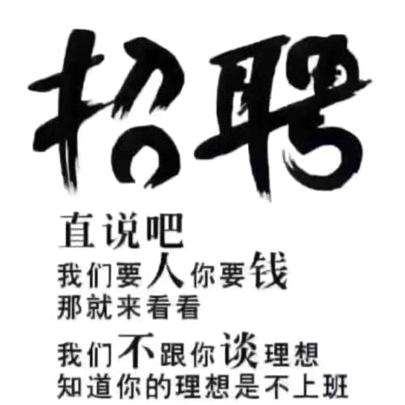 招聘
直说吧
我们要人你要钱
那就来看看
我们不跟你谈理想
知道你的理想是不上班